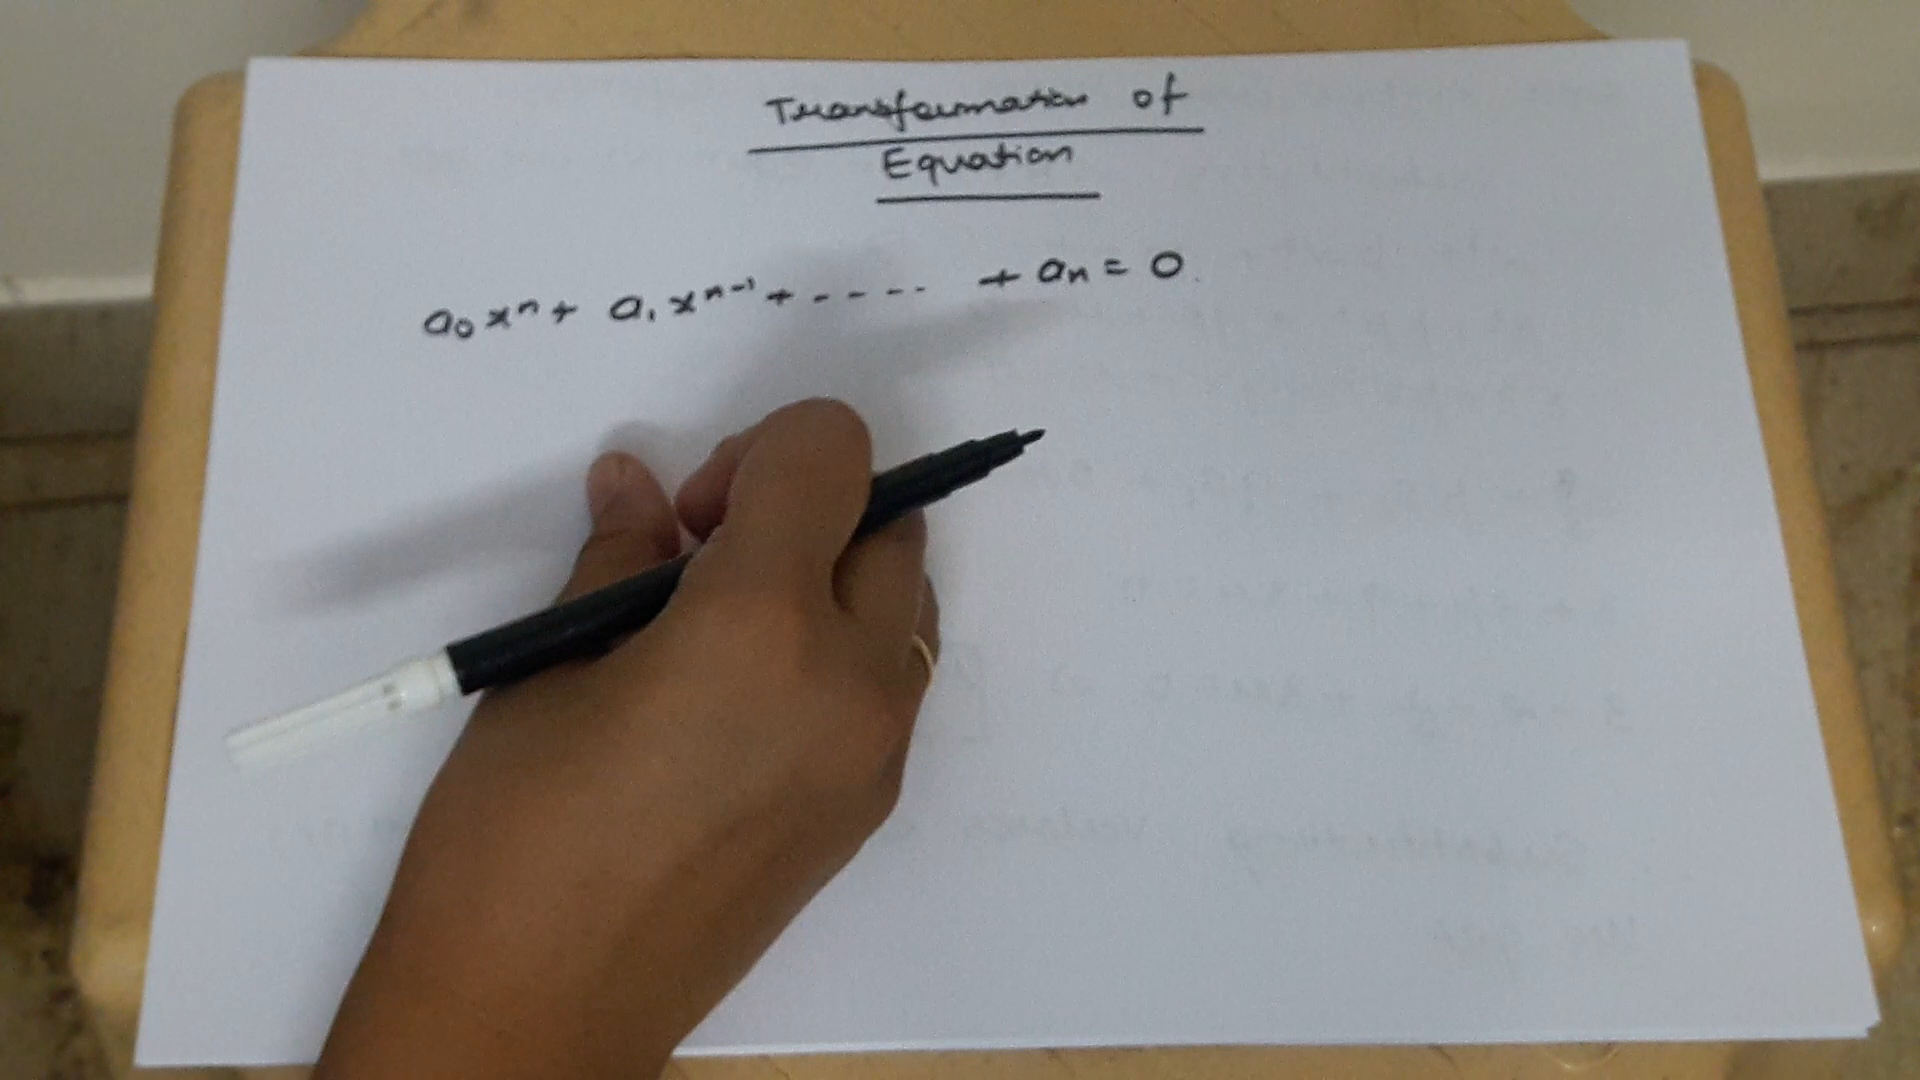 Transformation of
Equation
a₀xⁿ + a₁xⁿ⁻¹ + - - - - + aₙ = 0.